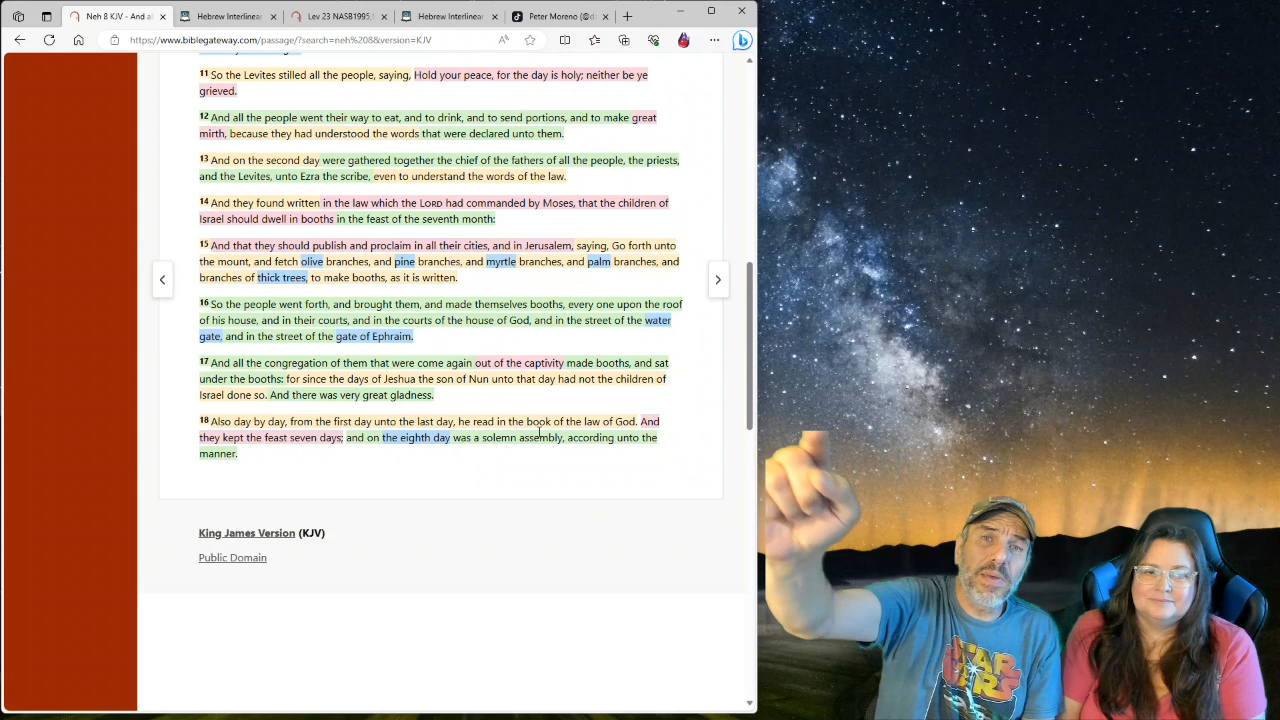 Neh 8 KJV - And al
Hebrew Interlinear
Lev 23 NASB1995,
Hebrew Interlinear
Peter Moreno (@d
https://www.biblegateway.com/passage/?search=neh%208&version=KJV
11 So the Levites stilled all the people, saying, Hold your peace, for the day is holy; neither be ye
grieved.
12 And all the people went their way to eat, and to drink, and to send portions, and to make great
mirth, because they had understood the words that were declared unto them.
13 And on the second day were gathered together the chief of the fathers of all the people, the priests,
and the Levites, unto Ezra the scribe, even to understand the words of the law.
14 And they found written in the law which the LORD had commanded by Moses, that the children of
Israel should dwell in booths in the feast of the seventh month:
15 And that they should publish and proclaim in all their cities, and in Jerusalem, saying, Go forth unto
the mount, and fetch olive branches, and pine branches, and myrtle branches, and palm branches, and
branches of thick trees, to make booths, as it is written.
16 So the people went forth, and brought them, and made themselves booths, every one upon the roof
of his house, and in their courts, and in the courts of the house of God, and in the street of the water
gate, and in the street of the gate of Ephraim.
17 And all the congregation of them that were come again out of the captivity made booths, and sat
under the booths: for since the days of Jeshua the son of Nun unto that day had not the children of
Israel done so. And there was very great gladness.
18 Also day by day, from the first day unto the last day, he read in the book of the law of God. And
they kept the feast seven days; and on the eighth day was a solemn assembly, according unto the
manner.
King James Version (KJV)
Public Domain
STAR
WARS